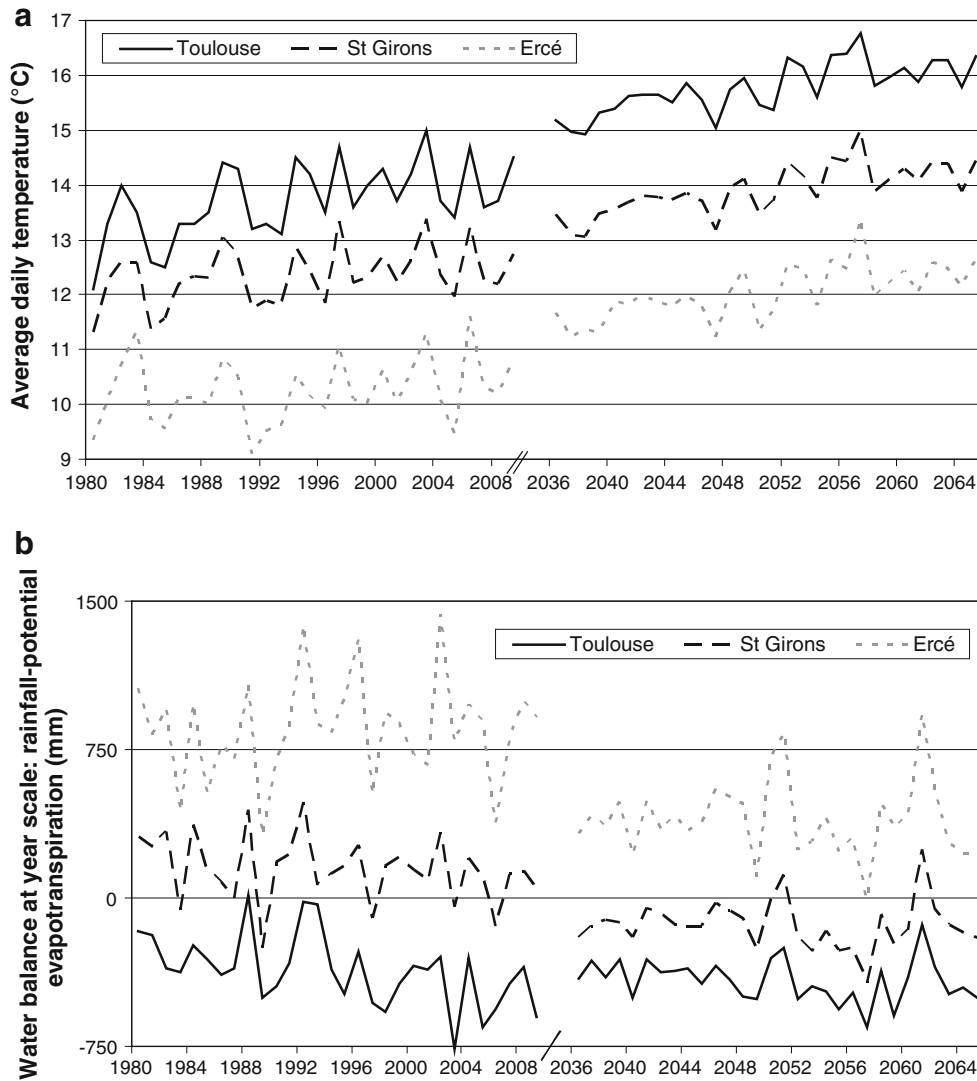 a
Average daily temperature (°C)
17
16
15
14
13
12
11
10
9
Toulouse St Girons Ercé
1980 1984 1988 1992 1996 2000 2004 2008 2036 2040 2044 2048 2052 2056 2060 2064
b
Water balance at year scale: rainfall-potential
evapotranspiration (mm)
1500
750
0
-750
Toulouse St Girons Ercé
1980 1984 1988 1992 1996 2000 2004 2008 2036 2040 2044 2048 2052 2056 2060 2064